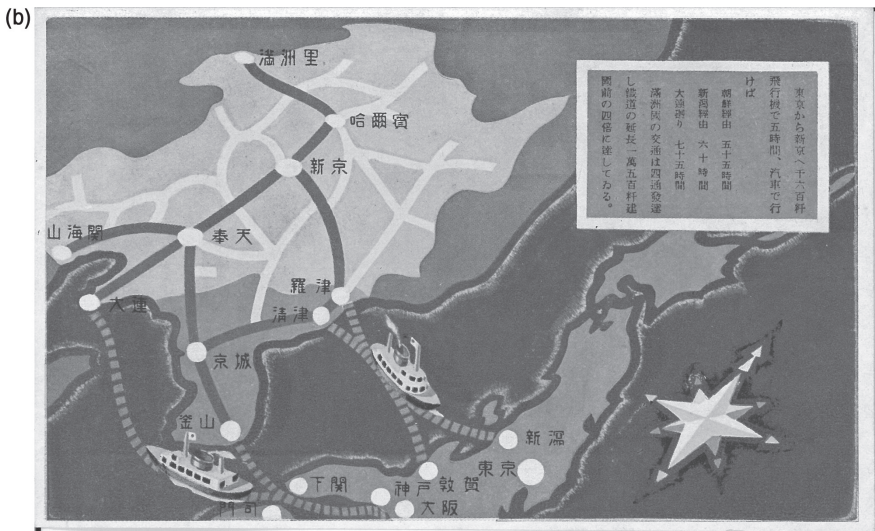 (b)
満洲里
哈爾賓
新京
東京から新京へ千六百粁
飛行機で五時間、汽車で行
けば
朝鮮經由 五十五時間
新潟經由 六十時間
大連廻り 七十五時間
滿洲國の交通は四通發達
し鐵道の延長一萬五百粁建
國前の四倍に達してゐる。
山海関
奉天
羅津
清津
大連
京城
釜山
新潟
東京
神戸
敦賀
下関
大阪
門司